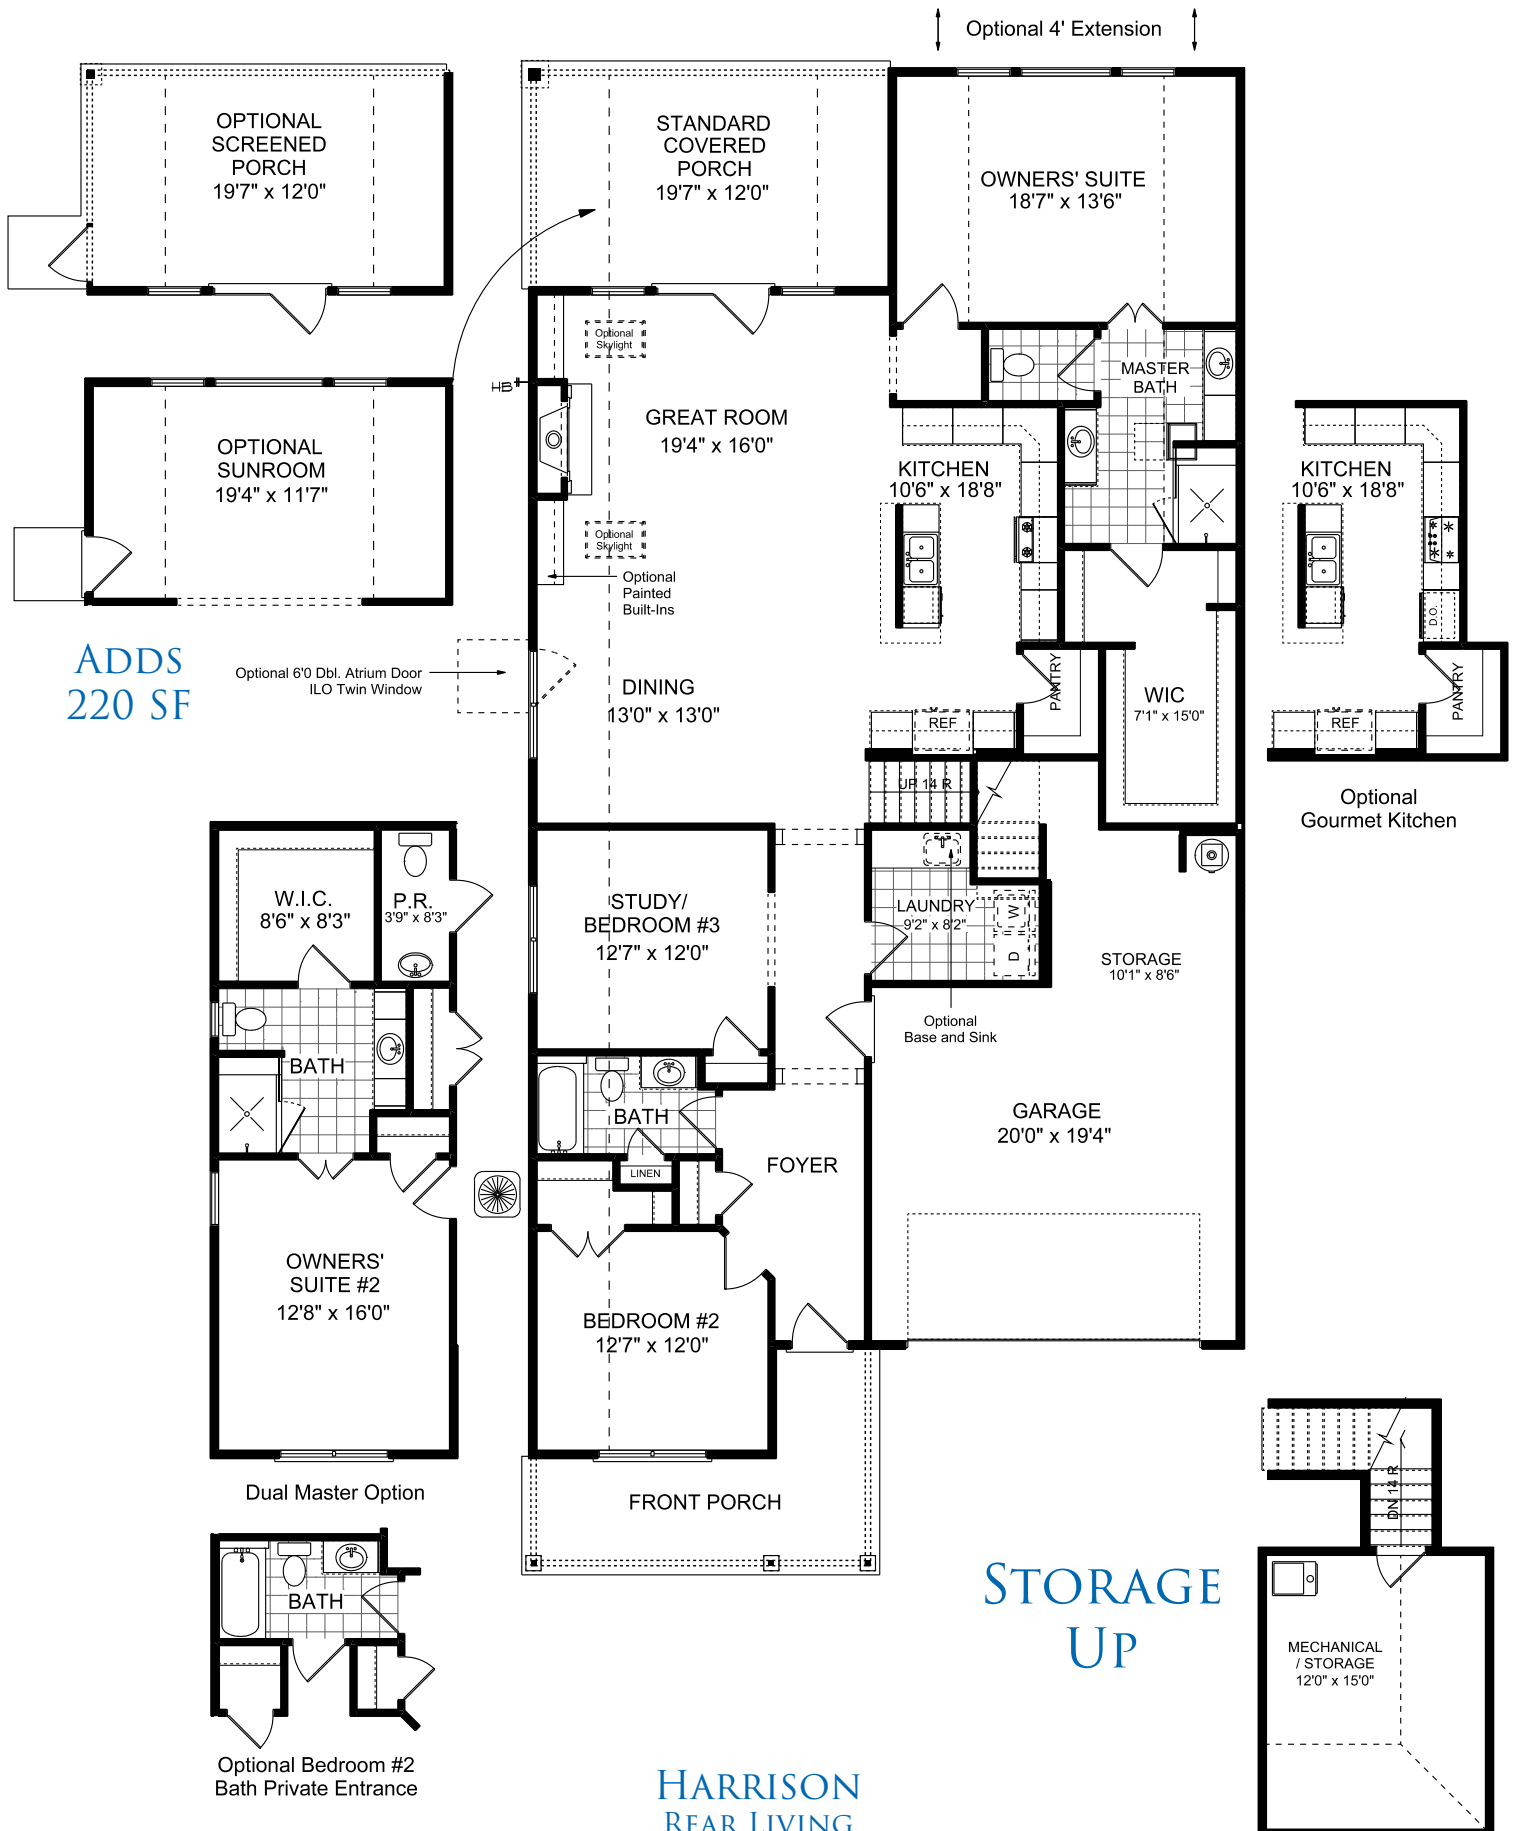 Optional 4' Extension
OPTIONAL
SCREENED
PORCH
19'7" x 12'0"
STANDARD
COVERED
PORCH
19'7" x 12'0"
OWNERS' SUITE
18'7" x 13'6"
Optional
Skylight
MASTER
BATH
HB
GREAT ROOM
19'4" x 16'0"
OPTIONAL
SUNROOM
19'4" x 11'7"
KITCHEN
10'6" x 18'8"
KITCHEN
10'6" x 18'8"
Optional
Skylight
Optional
Painted
Built-Ins
D.O.
ADDS
220 SF
Optional 6'0 Dbl. Atrium Door
ILO Twin Window
DINING
13'0" x 13'0"
PANTRY
REF
WIC
7'1" x 15'0"
PANTRY
REF
UP 14 R
Optional
Gourmet Kitchen
W.I.C.
8'6" x 8'3"
P.R.
3'9" x 8'3"
STUDY/
BEDROOM #3
12'7" x 12'0"
LAUNDRY
9'2" x 8'2"
W
D
STORAGE
10'1" x 8'6"
Optional
Base and Sink
BATH
BATH
LINEN
FOYER
GARAGE
20'0" x 19'4"
OWNERS'
SUITE #2
12'8" x 16'0"
BEDROOM #2
12'7" x 12'0"
Dual Master Option
FRONT PORCH
DN 14 R
BATH
STORAGE
UP
MECHANICAL
/ STORAGE
12'0" x 15'0"
Optional Bedroom #2
Bath Private Entrance
HARRISON
REAR LIVING